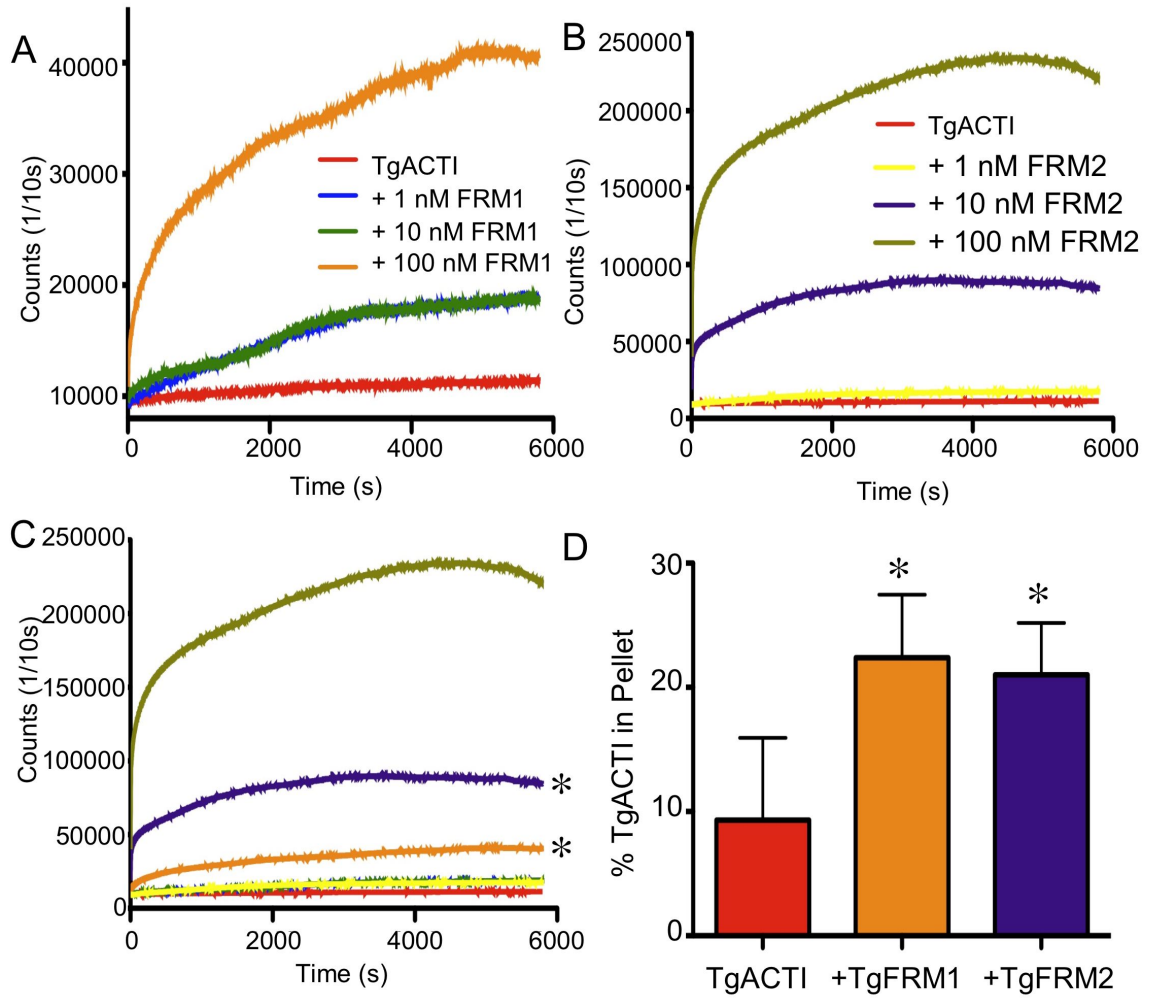 A
40000
30000
20000
10000
Counts (1/10s)
TgACTI
+ 1 nM FRM1
+ 10 nM FRM1
+ 100 nM FRM1
0 2000 4000 6000
Time (s)
B
250000
200000
150000
100000
50000
0
Counts (1/10s)
TgACTI
+ 1 nM FRM2
+ 10 nM FRM2
+ 100 nM FRM2
0 2000 4000 6000
Time (s)
C
250000
200000
150000
100000
50000
0
Counts (1/10s)
*
*
0 2000 4000 6000
Time (s)
D
30
20
10
0
% TgACTI in Pellet
* *
TgACTI +TgFRM1 +TgFRM2